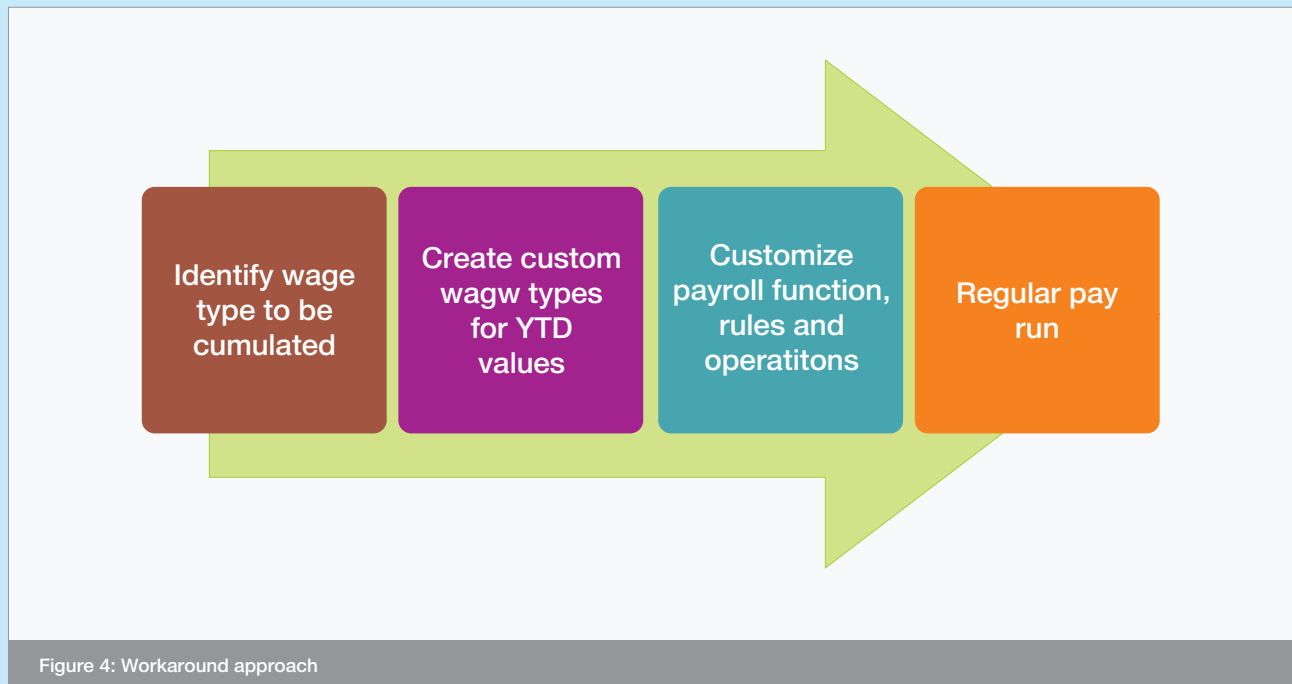 Identify wage
type to be
cumulated
Create custom
wagw types
for YTD
values
Customize
payroll function,
rules and
operatitons
Regular pay
run
Figure 4: Workaround approach